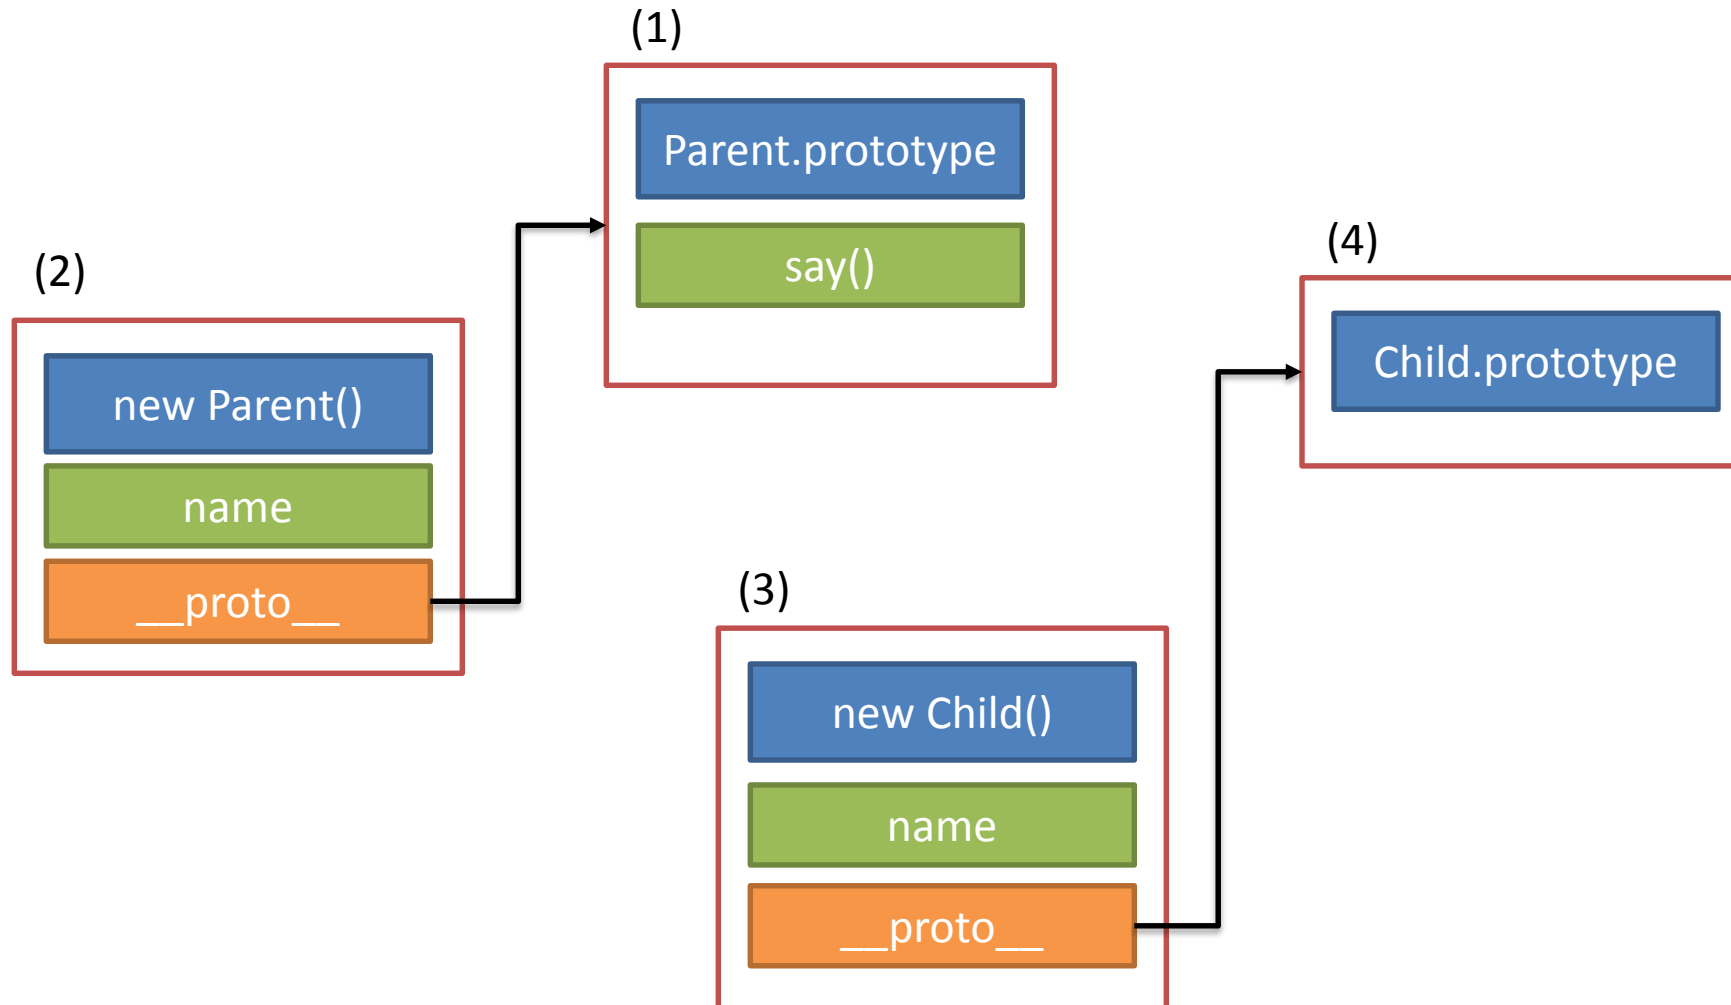 (1)
Parent.prototype
say()
(2)
new Parent()
name
__proto__
(3)
new Child()
name
__proto__
(4)
Child.prototype